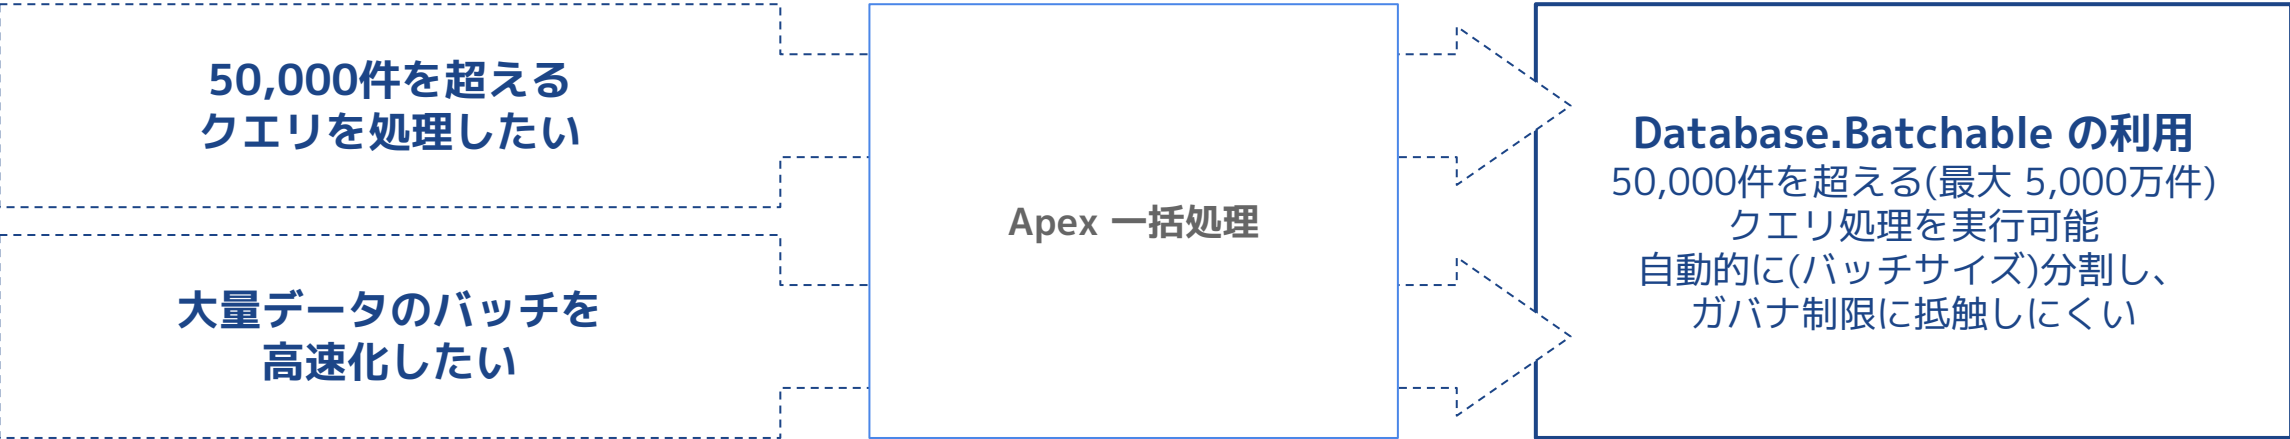 50,000件を超える
クエリを処理したい
大量データのバッチを
高速化したい
Apex 一括処理
Database.Batchable の利用
50,000件を超える(最大 5,000万件)
クエリ処理を実行可能
自動的に(バッチサイズ)分割し、
ガバナ制限に抵触しにくい